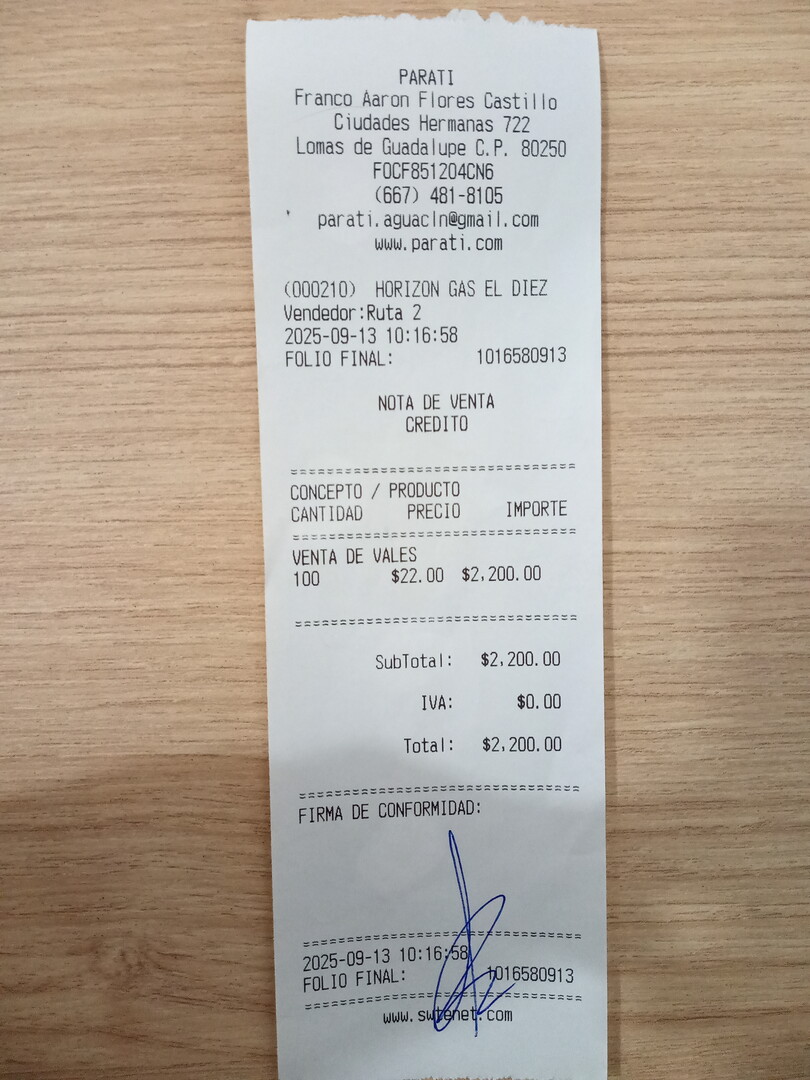 PARATI
Franco Aaron Flores Castillo
Ciudades Hermanas 722
Lomas de Guadalupe C.P. 80250
FOCF851204CN6
(667) 481-8105
parati.aguacln@gmail.com
www.parati.com
(000210) HORIZON GAS EL DIEZ
Vendedor:Ruta 2
2025-09-13 10:16:58
FOLIO FINAL: 1016580913
NOTA DE VENTA
CREDITO
CONCEPTO / PRODUCTO
CANTIDAD PRECIO IMPORTE
VENTA DE VALES
100 $22.00 $2,200.00
SubTotal: $2,200.00
IVA: $0.00
Total: $2,200.00
FIRMA DE CONFORMIDAD:
2025-09-13 10:16:58
FOLIO FINAL: 1016580913
www.swtenet.com